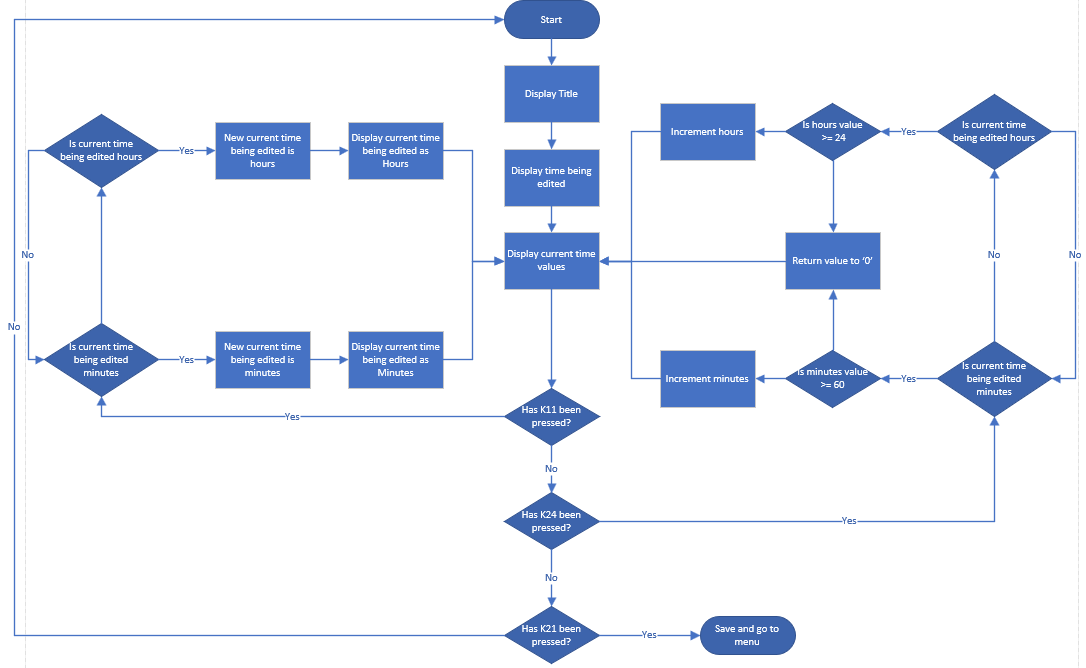 Start
Display Title
Display time being
edited
Display current time
values
Is current time
being edited hours
Yes
New current time
being edited is
hours
Display current time
being edited as
Hours
No
No
Is current time
being edited
minutes
Yes
New current time
being edited is
minutes
Display current time
being edited as
Minutes
Increment hours
Is hours value
>= 24
Yes
Is current time
being edited hours
Return value to '0'
No
No
Increment minutes
Is minutes value
>= 60
Yes
Is current time
being edited
minutes
Yes
Has K11 been
pressed?
No
Has K24 been
pressed?
Yes
No
Has K21 been
pressed?
Yes
Save and go to
menu